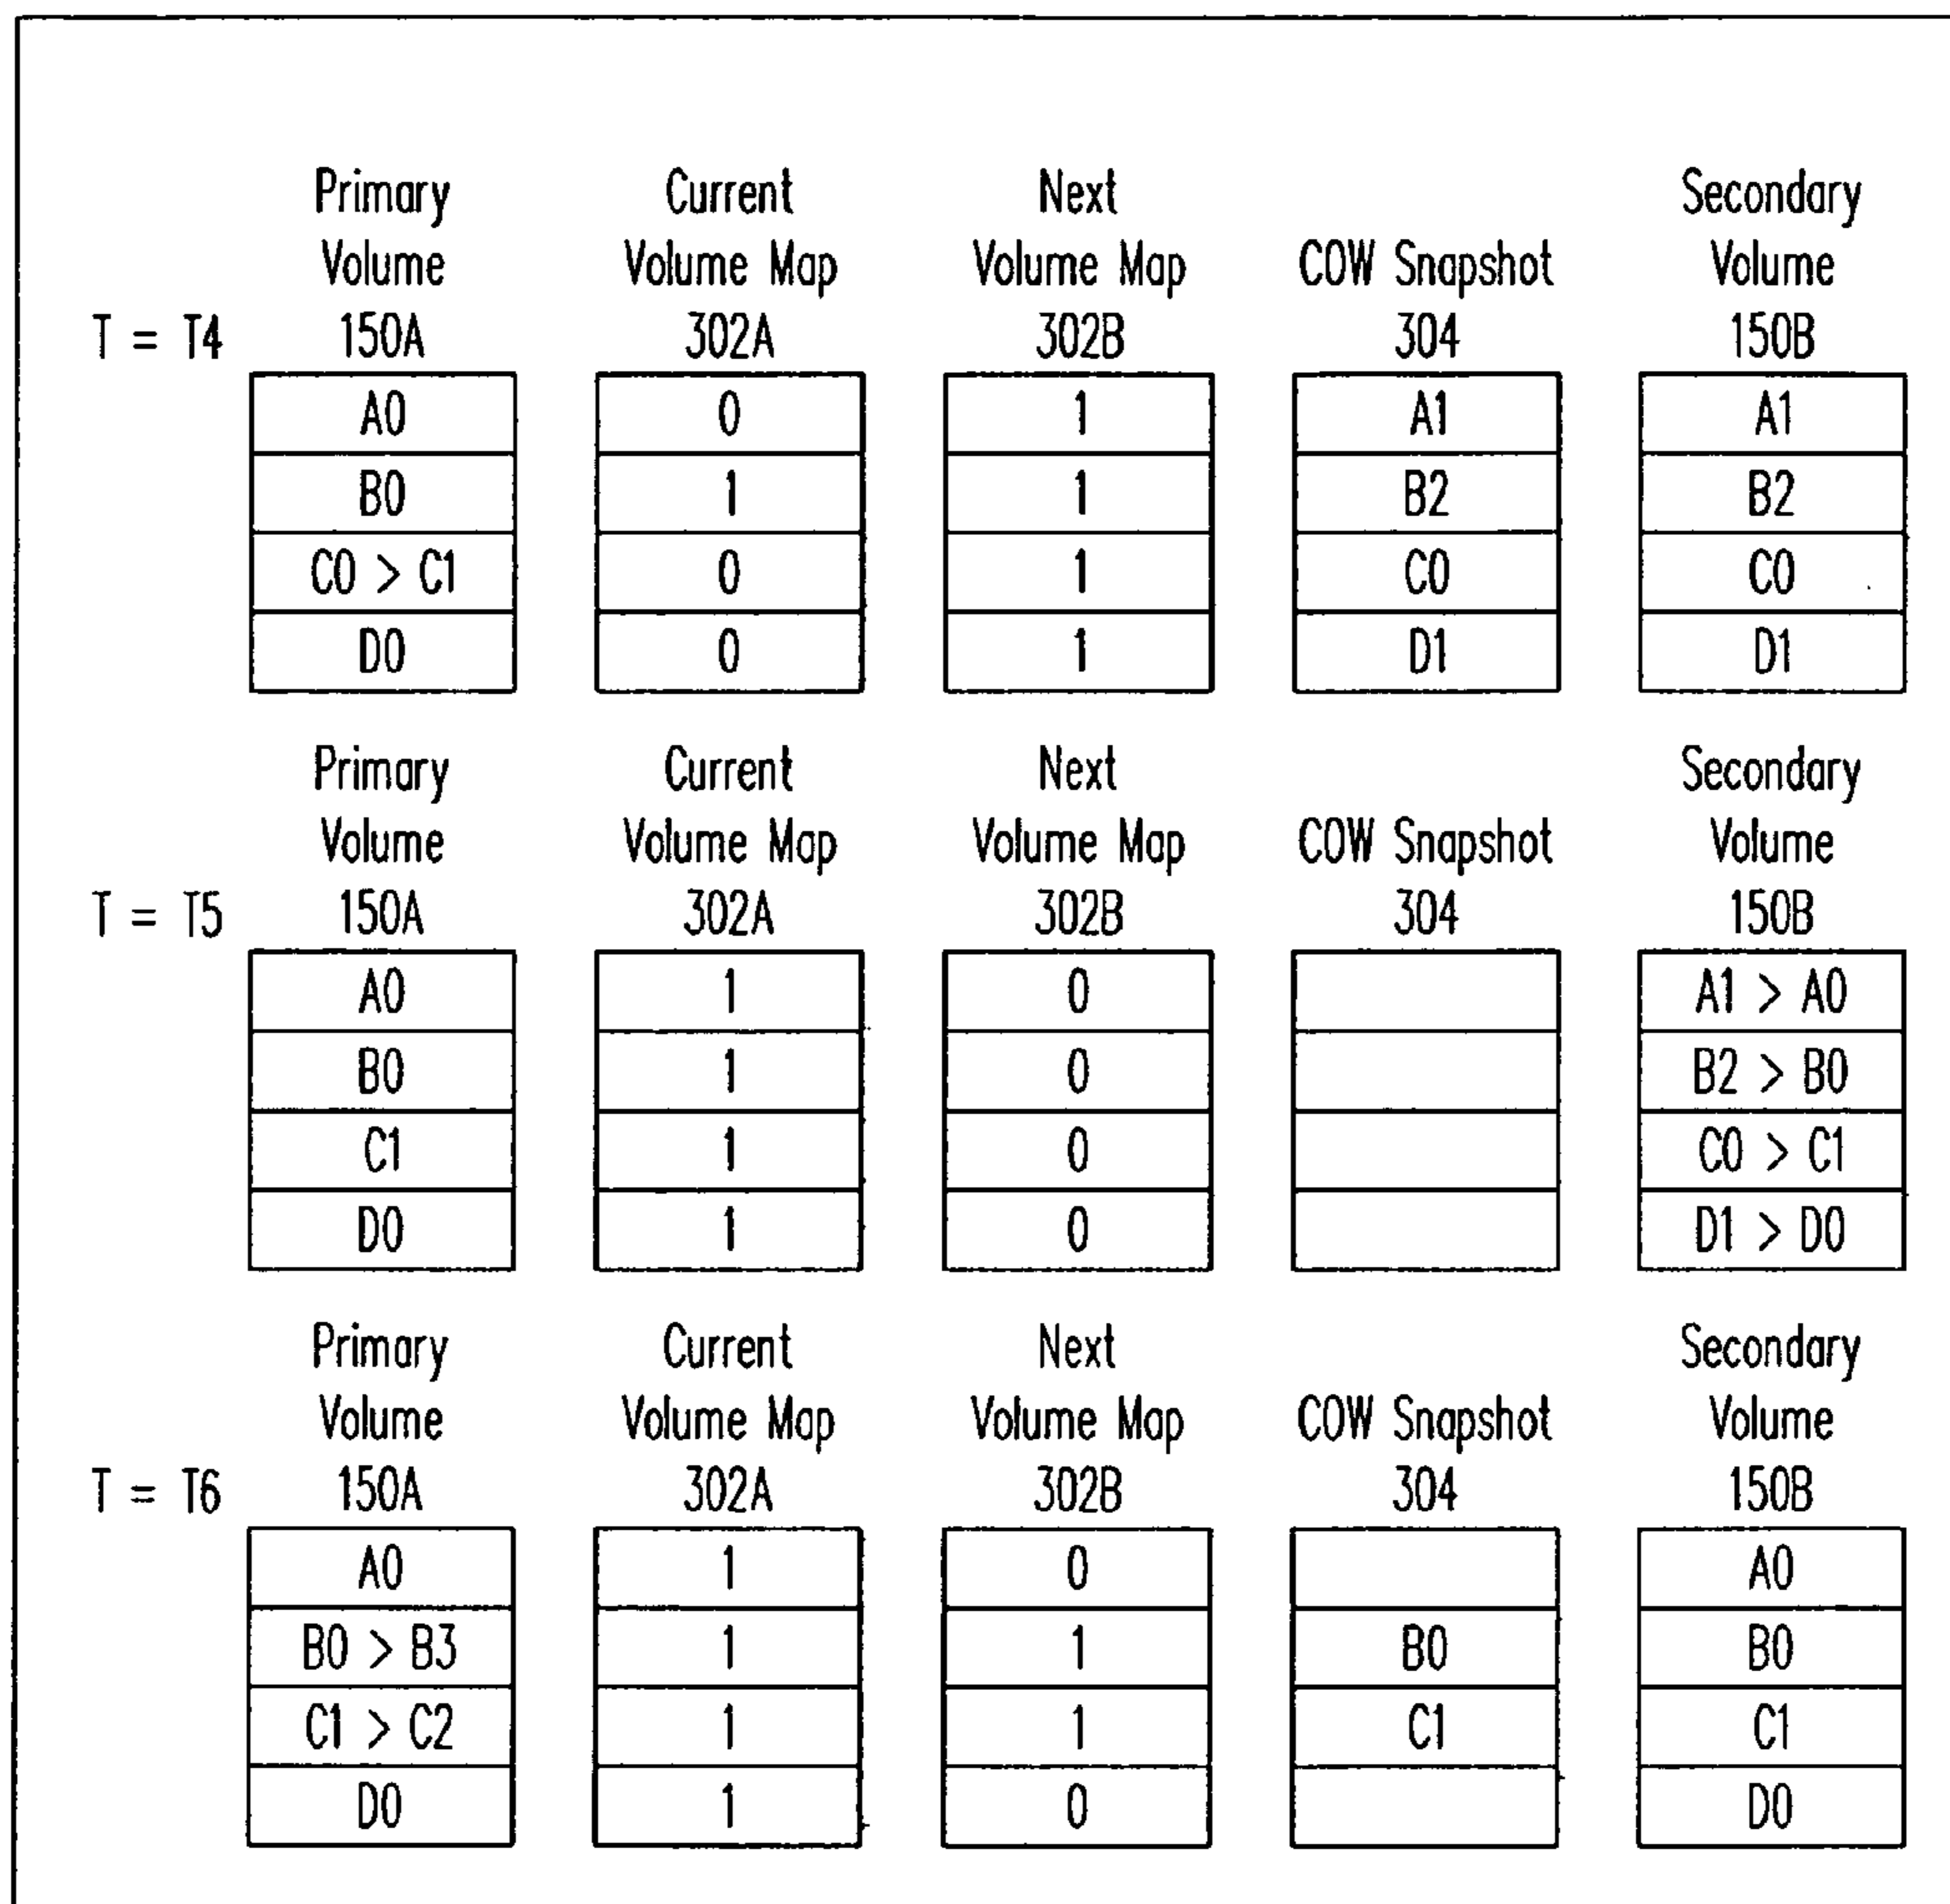 Primary Current Next Secondary
Volume Volume Map Volume Map COW Snapshot Volume
T = T4 150A 302A 302B 304 150B
A0 0 1 A1 A1
B0 1 1 B2 B2
C0 > C1 0 1 C0 C0
D0 0 1 D1 D1
Primary Current Next Secondary
Volume Volume Map Volume Map COW Snapshot Volume
T = T5 150A 302A 302B 304 150B
A0 1 0 A1 > A0
B0 1 0 B2 > B0
C1 1 0 C0 > C1
D0 1 0 D1 > D0
Primary Current Next Secondary
Volume Volume Map Volume Map COW Snapshot Volume
T = T6 150A 302A 302B 304 150B
A0 1 0 A0
B0 > B3 1 1 B0 B0
C1 > C2 1 1 C1 C1
D0 1 0 D0